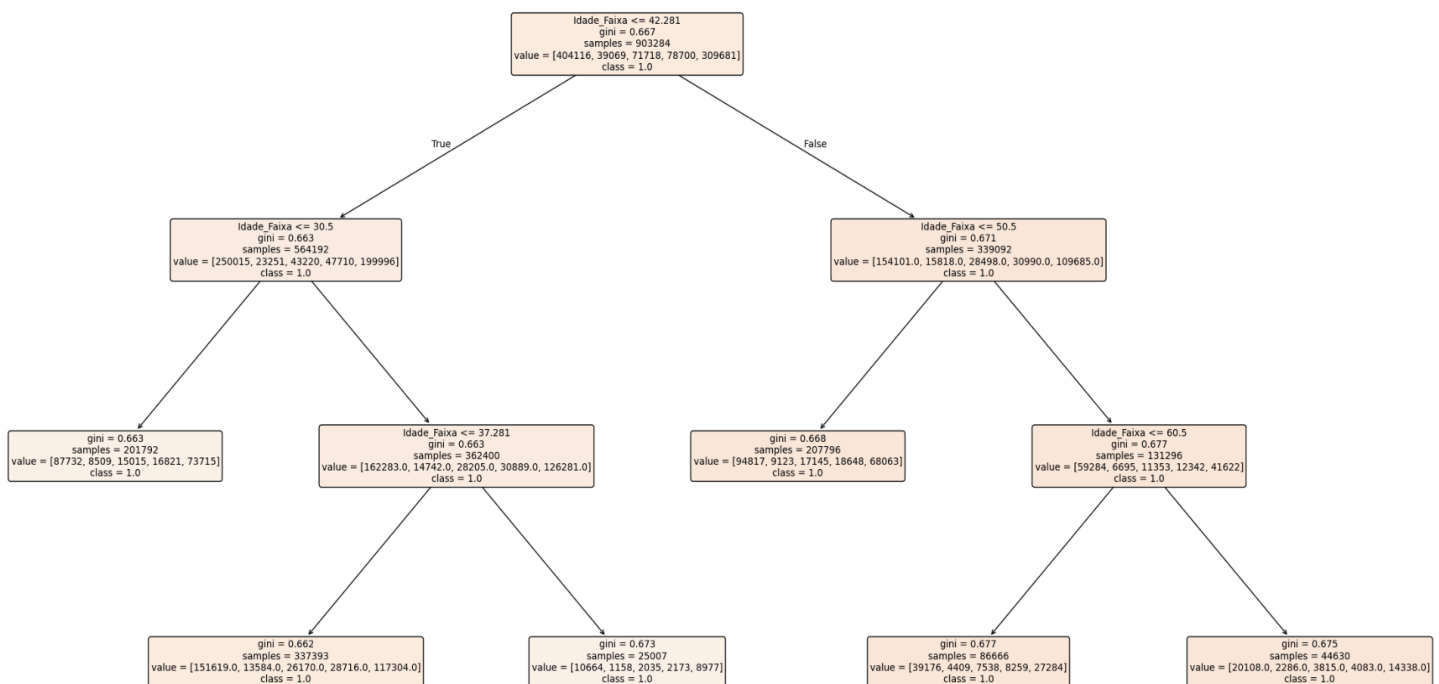 Idade_Faixa <= 42.281
gini = 0.667
samples = 903284
value = [404116, 39069, 71718, 78700, 309681]
class = 1.0
True
False
Idade_Faixa <= 30.5
gini = 0.663
samples = 564192
value = [250015, 23251, 43220, 47710, 199996]
class = 1.0
Idade_Faixa <= 50.5
gini = 0.671
samples = 339092
value = [154101.0, 15818.0, 28498.0, 30990.0, 109685.0]
class = 1.0
gini = 0.663
samples = 201792
value = [87732, 8509, 15015, 16821, 73715]
class = 1.0
Idade_Faixa <= 37.281
gini = 0.663
samples = 362400
value = [162283.0, 14742.0, 28205.0, 30889.0, 126281.0]
class = 1.0
gini = 0.668
samples = 207796
value = [94817, 9123, 17145, 18648, 68063]
class = 1.0
Idade_Faixa <= 60.5
gini = 0.677
samples = 131296
value = [59284, 6695, 11353, 12342, 41622]
class = 1.0
gini = 0.662
samples = 337393
value = [151619.0, 13584.0, 26170.0, 28716.0, 117304.0]
class = 1.0
gini = 0.673
samples = 25007
value = [10664, 1158, 2035, 2173, 8977]
class = 1.0
gini = 0.677
samples = 86666
value = [39176, 4409, 7538, 8259, 27284]
class = 1.0
gini = 0.675
samples = 44630
value = [20108.0, 2286.0, 3815.0, 4083.0, 14338.0]
class = 1.0